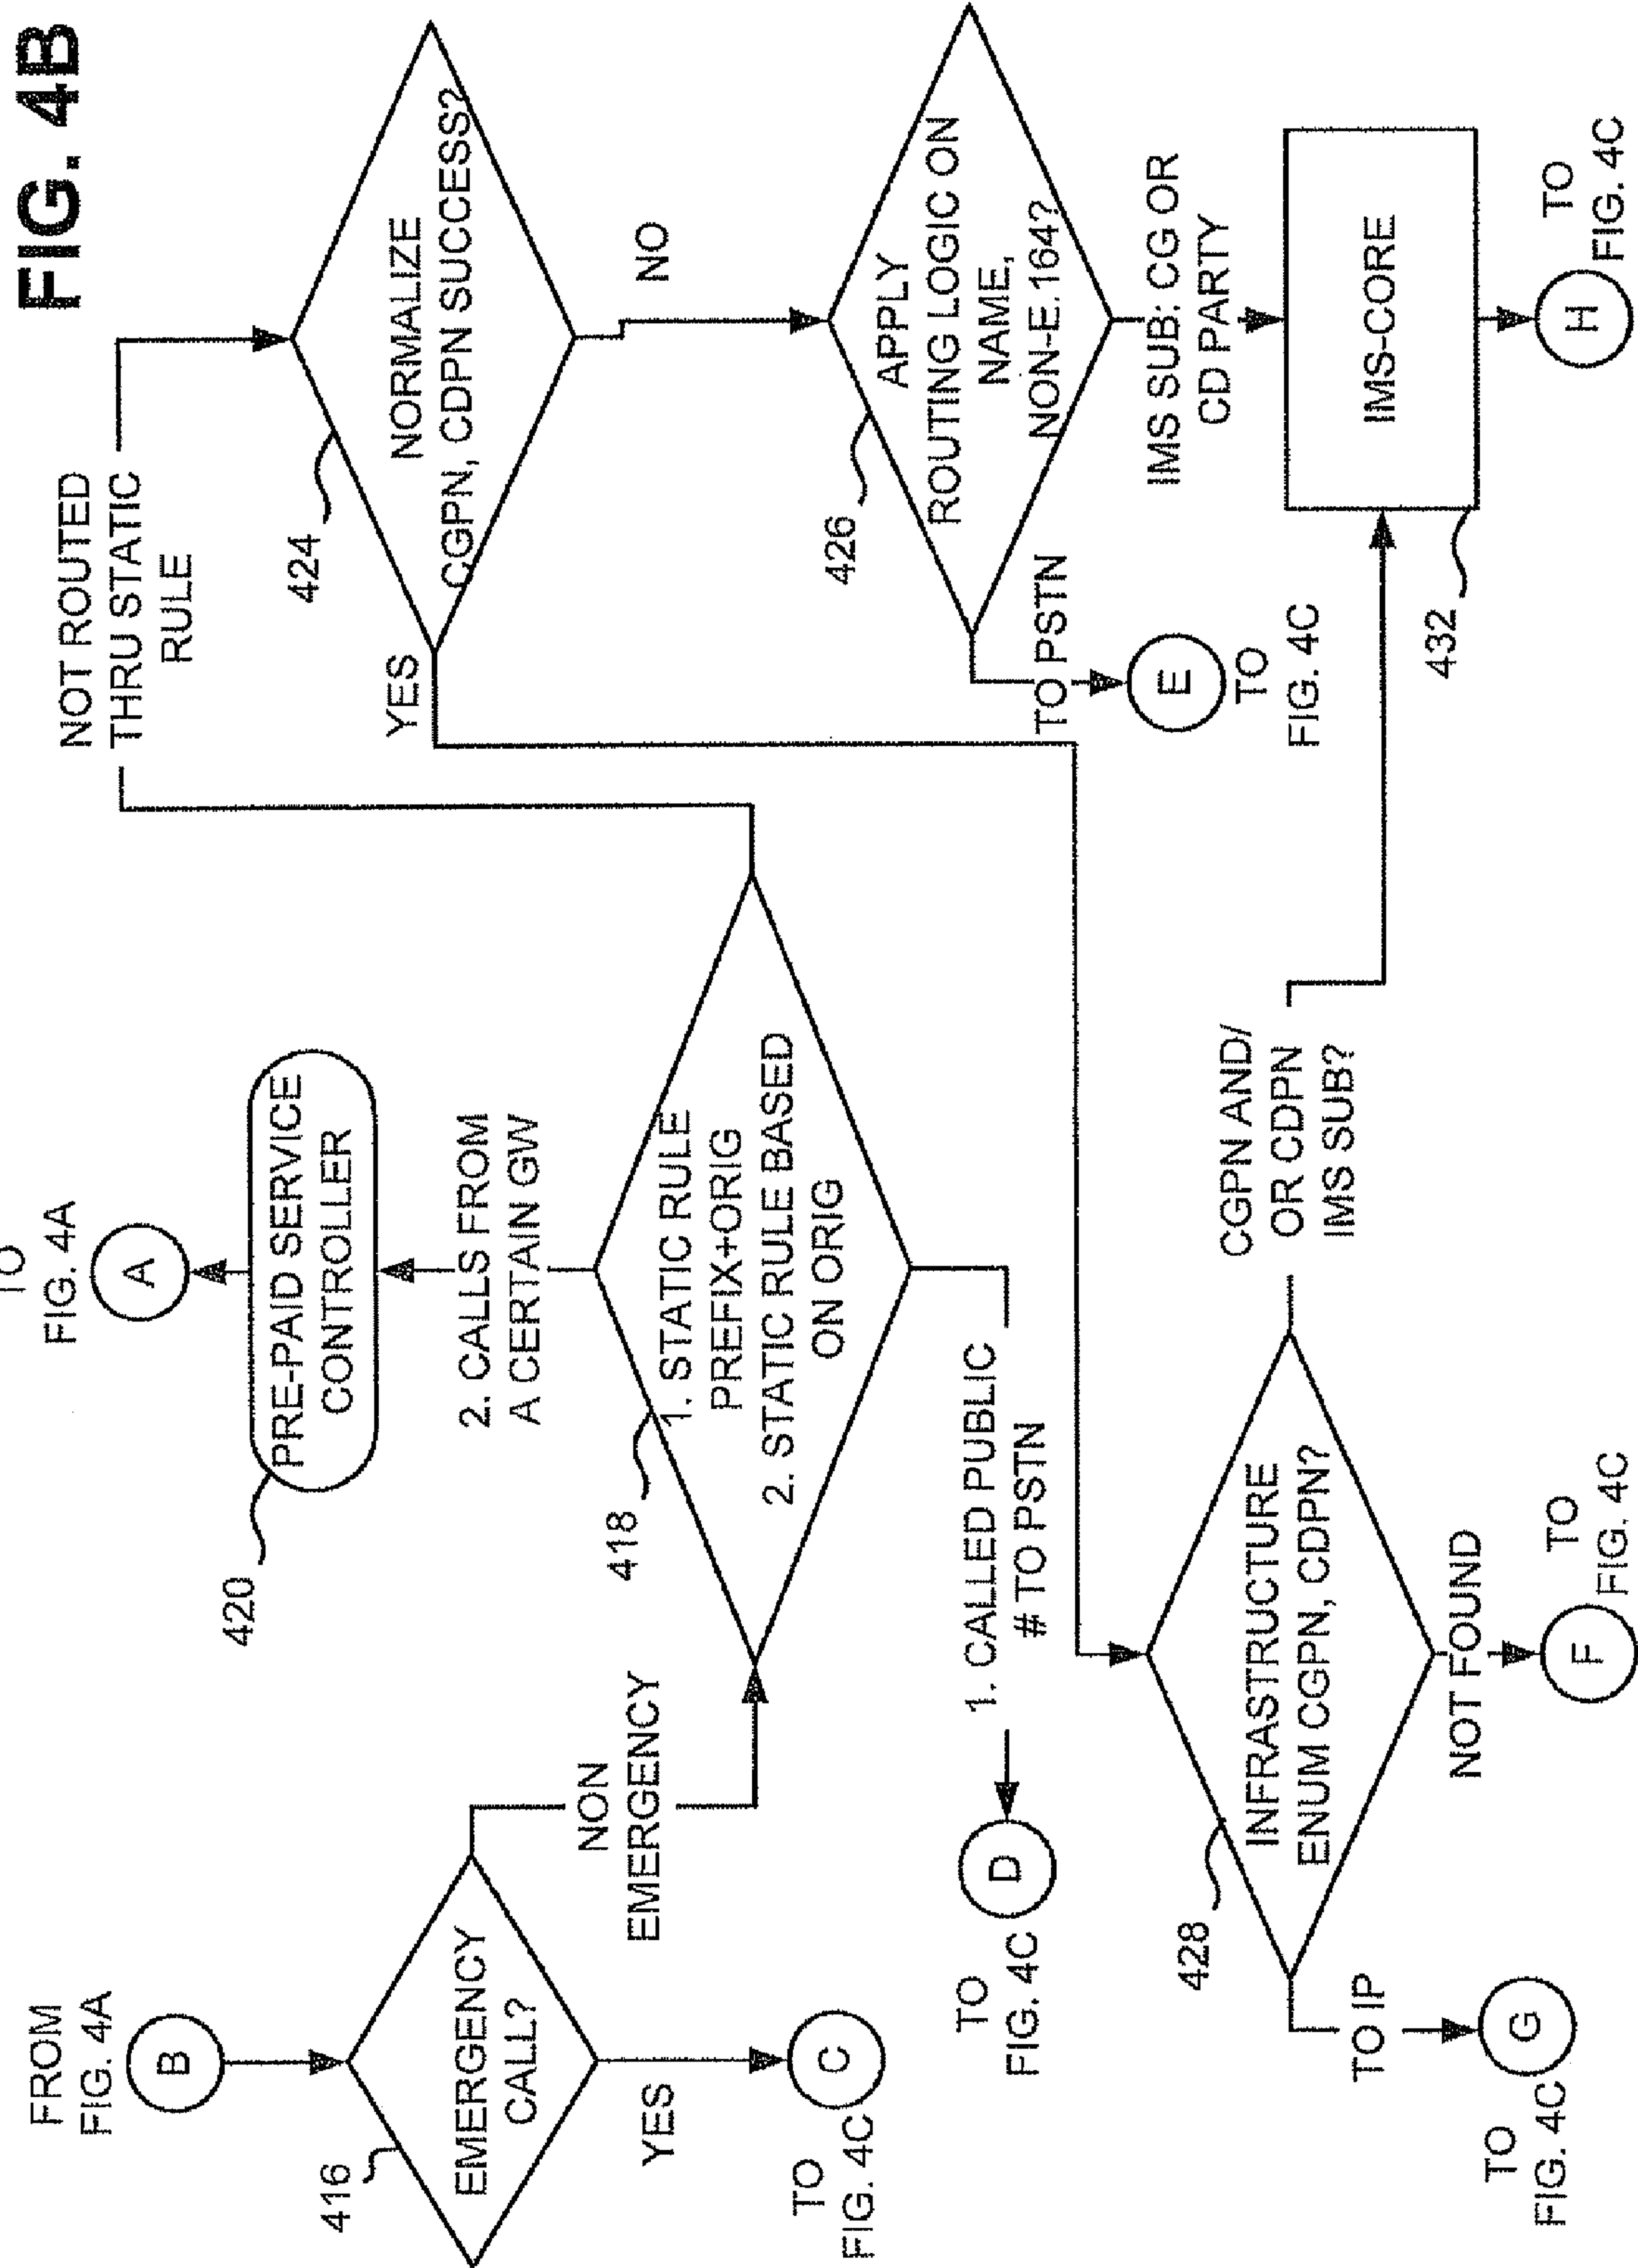 FIG. 4B
FROM
FIG. 4A
B
416
EMERGENCY
CALL?
YES
C
TO
FIG. 4C
NON
EMERGENCY
TO
FIG. 4A
A
420
PRE-PAID SERVICE
CONTROLLER
2. CALLS FROM
A CERTAIN GW
418
1. STATIC RULE
PREFIX+ORIG
2. STATIC RULE BASED
ON ORIG
1. CALLED PUBLIC
# TO PSTN
D
TO
FIG. 4C
NOT ROUTED
THRU STATIC
RULE
424
NORMALIZE
CGPN, CDPN SUCCESS?
YES
NO
426
APPLY
ROUTING LOGIC ON
NAME,
NON-E.164?
TO PSTN
E
TO
FIG. 4C
IMS SUB: CG OR
CD PARTY
428
INFRASTRUCTURE
ENUM CGPN, CDPN?
TO IP
G
TO
FIG. 4C
NOT FOUND
F
TO
FIG. 4C
CGPN AND/
OR CDPN
IMS SUB?
IMS-CORE
432
H
TO
FIG. 4C